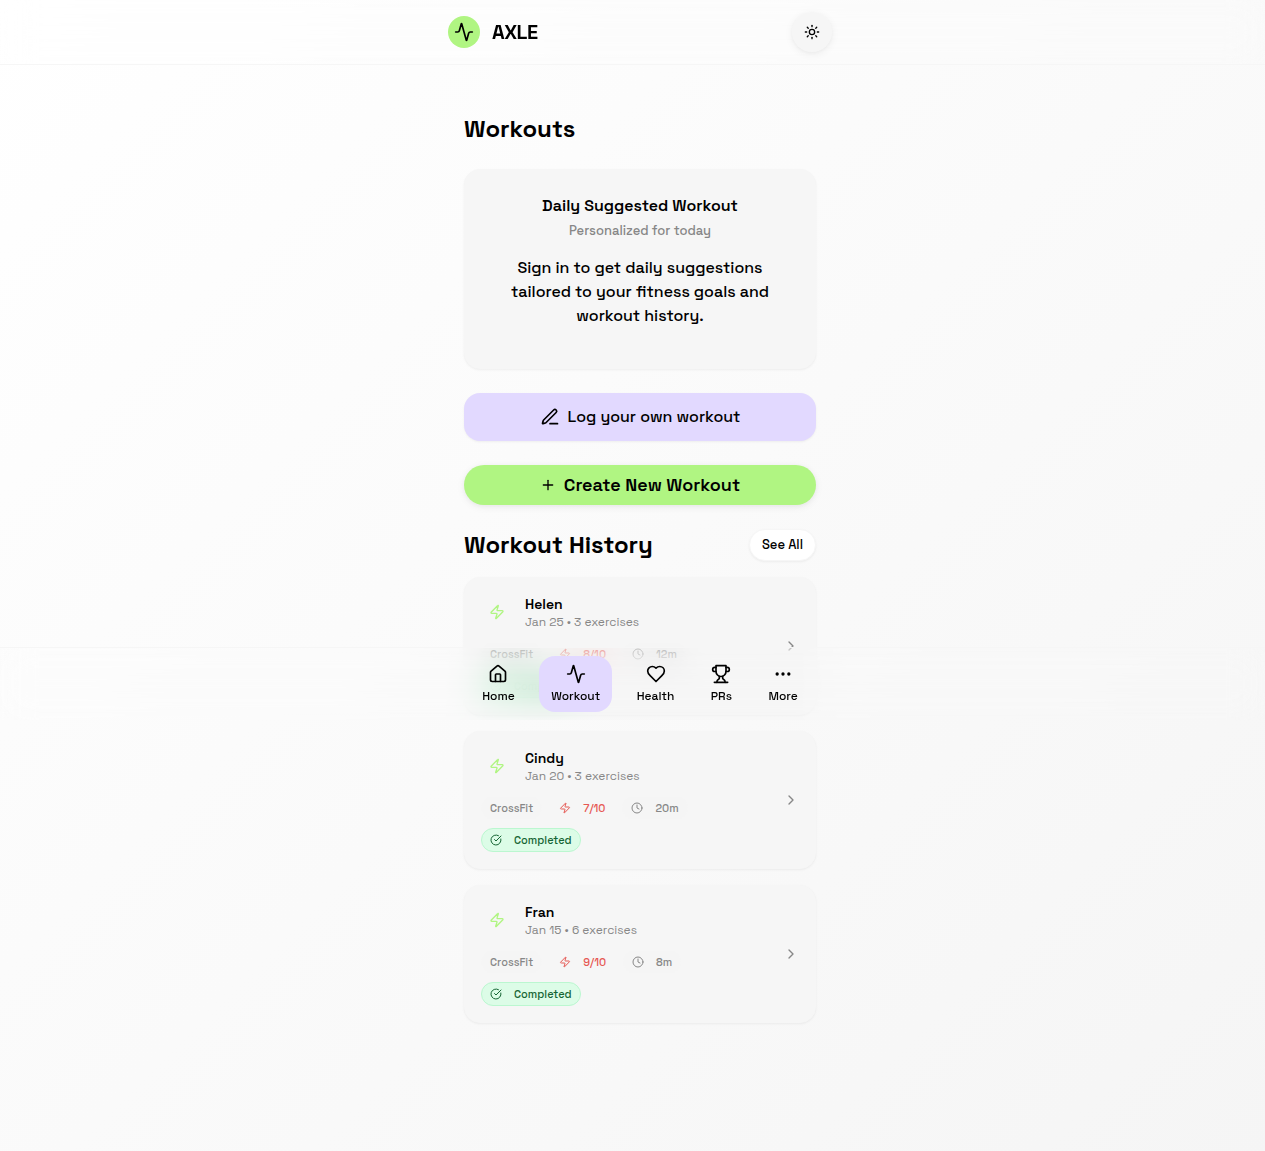 AXLE
Workouts
Daily Suggested Workout
Personalized for today
Sign in to get daily suggestions
tailored to your fitness goals and
workout history.
Log your own workout
Create New Workout
Workout History
See All
Helen
Jan 25 • 3 exercises
CrossFit 8/10 12m
Home Workout Health PRs More
Cindy
Jan 20 • 3 exercises
CrossFit 7/10 20m
Completed
Fran
Jan 15 • 6 exercises
CrossFit 9/10 8m
Completed